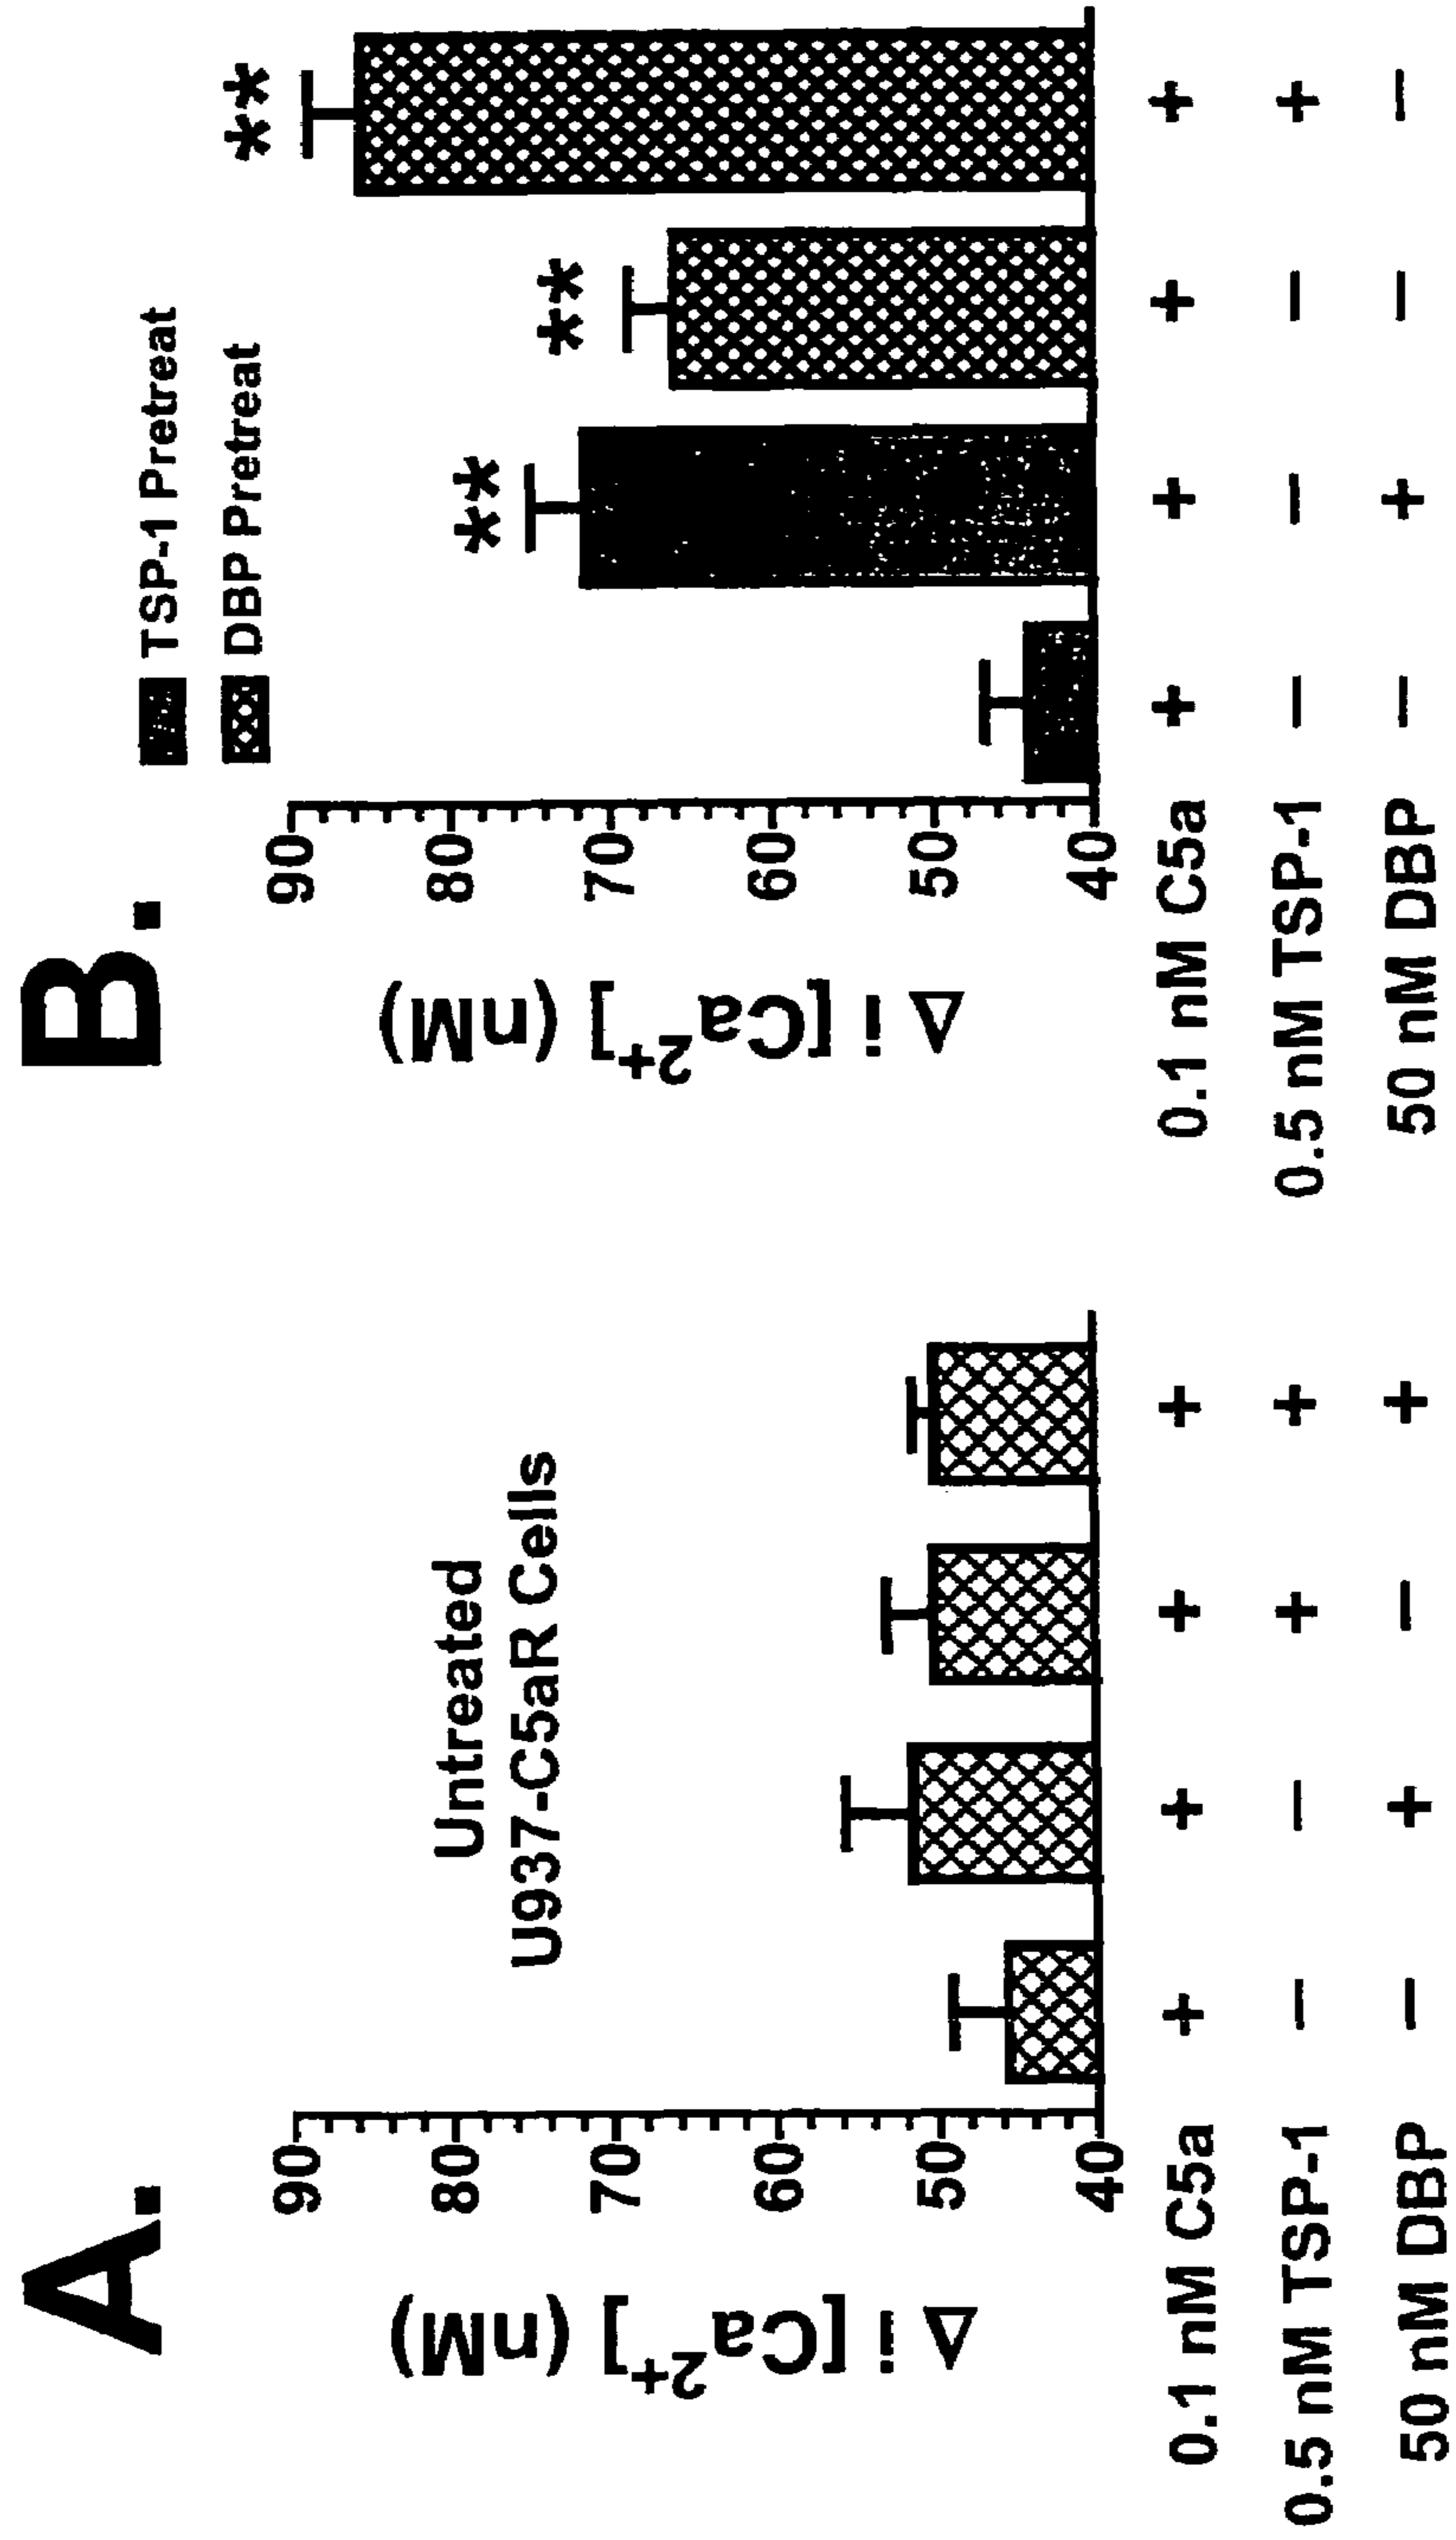 A.
Δ i [Ca2+] (nM)
90
80
70
60
50
40
Untreated
U937-C5aR Cells
0.1 nM C5a + + + +
0.5 nM TSP-1 − − + +
50 nM DBP − + − +
B.
Δ i [Ca2+] (nM)
90
80
70
60
50
40
TSP-1 Pretreat
DBP Pretreat
** ** **
0.1 nM C5a + + + +
0.5 nM TSP-1 − − − +
50 nM DBP − + − −